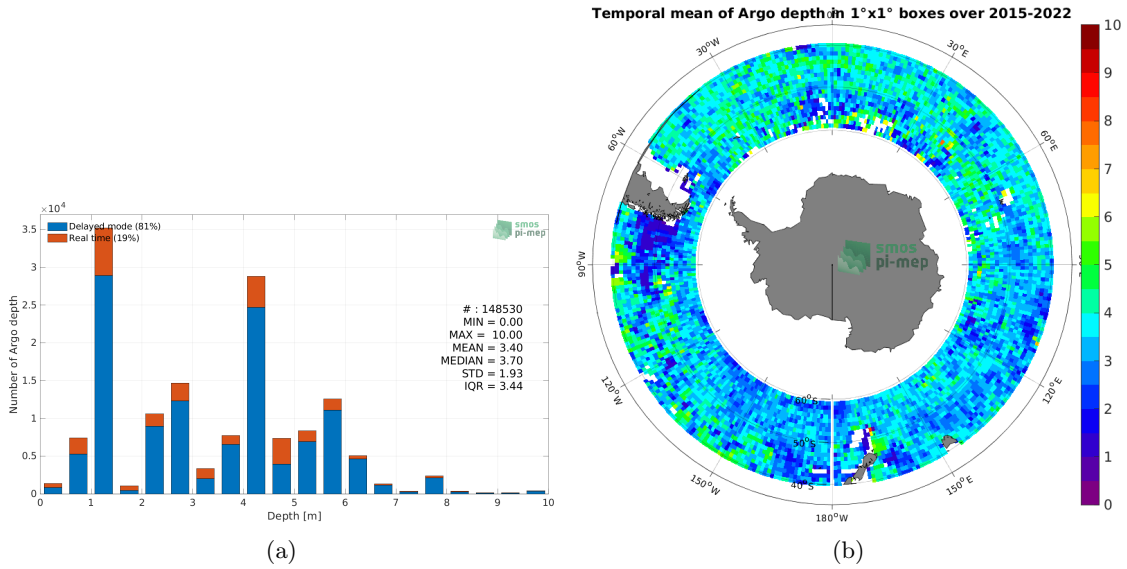 ×10⁴
Delayed mode (81%)
Real time (19%)
smos
pi-mep
3.5
3
2.5
2
1.5
1
0.5
0
Number of Argo depth
# : 148530
MIN = 0.00
MAX = 10.00
MEAN = 3.40
MEDIAN = 3.70
STD = 1.93
IQR = 3.44
0 1 2 3 4 5 6 7 8 9 10
Depth [m]
(a)
Temporal mean of Argo depth in 1°x1° boxes over 2015-2022
30°W
30°E
60°W
60°E
90°W
120°W
120°E
150°W
150°E
180°W
60°S
50°S
40°S
smos
pi-mep
10
9
8
7
6
5
4
3
2
1
0
(b)